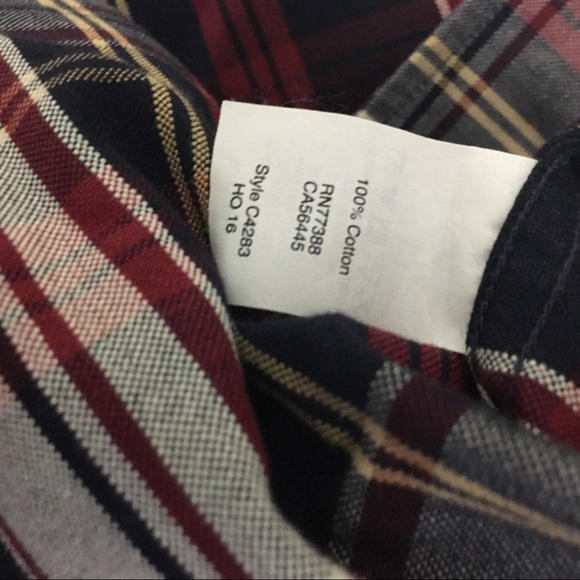 100% Cotton
RN77388
CA56445
Style C4283
HO 16